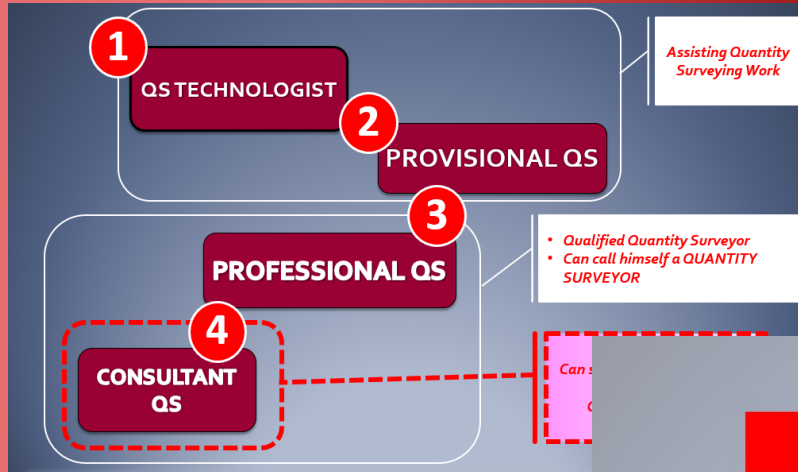 1
QS TECHNOLOGIST
2
PROVISIONAL QS
Assisting Quantity
Surveying Work
3
PROFESSIONAL QS
• Qualified Quantity Surveyor
• Can call himself a QUANTITY
SURVEYOR
4
CONSULTANT
QS
Can